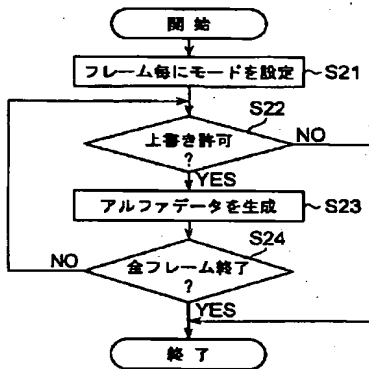 開始
フレーム毎にモードを設定
S21
S22
上書き許可
?
NO
YES
アルファデータを生成
S23
S24
全フレーム終了
?
NO
YES
終了